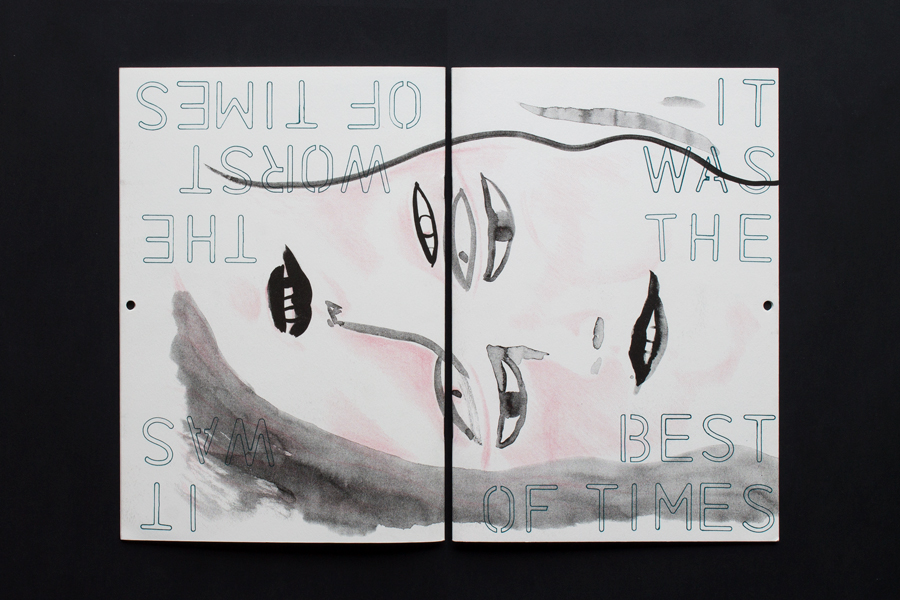 IT
WAS
THE
BEST
OF TIMES
IT
WAS
THE
WORST
OF TIMES